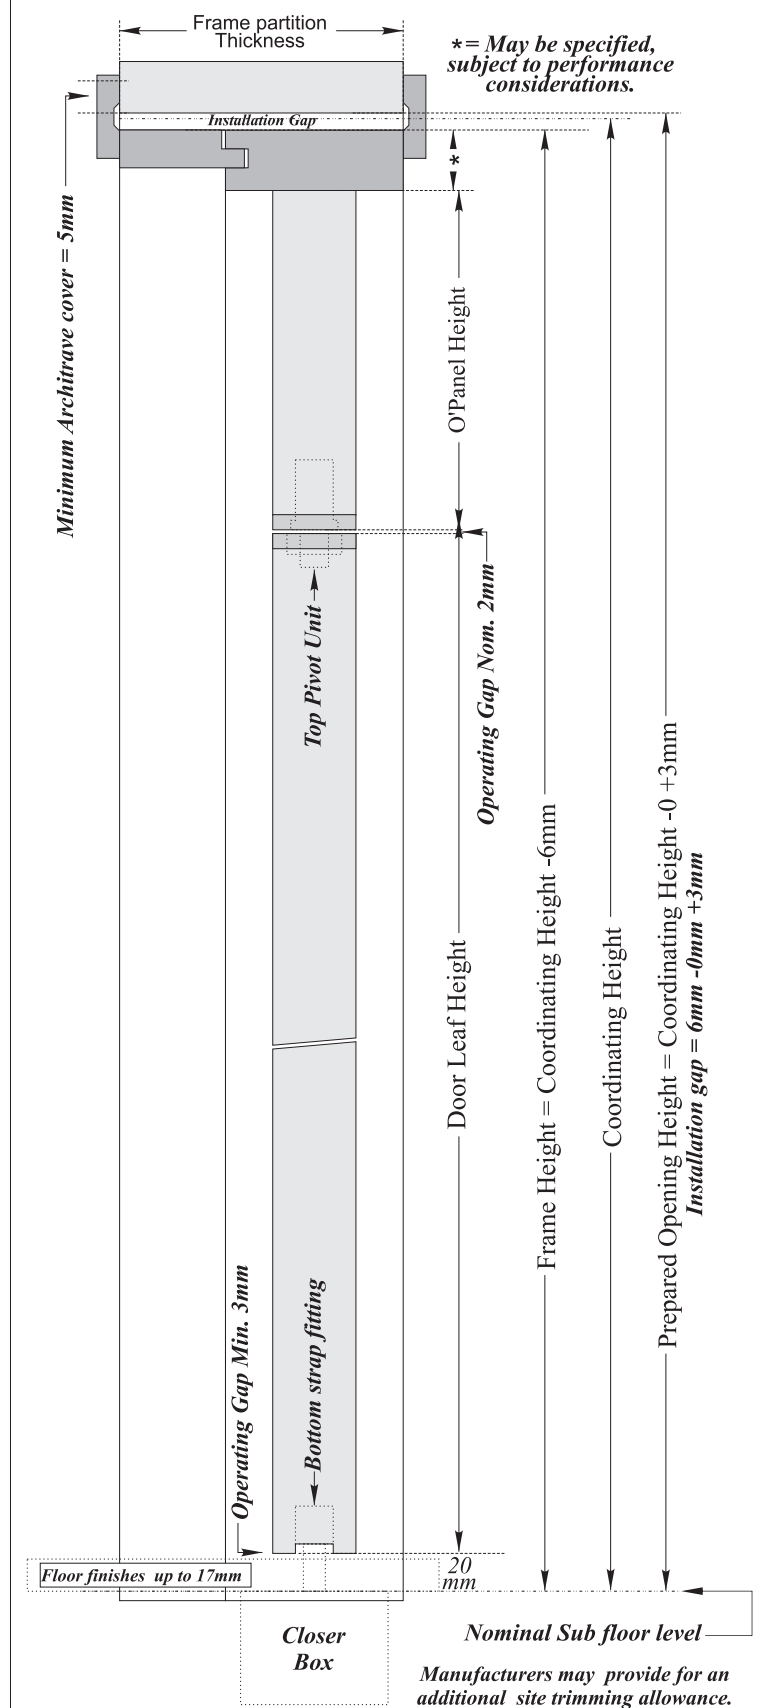 Frame partition
Thickness
*= May be specified,
subject to performance
considerations.
Installation Gap
*
Minimum Architrave cover = 5mm
O'Panel Height
Top Pivot Unit
Operating Gap Nom. 2mm
Door Leaf Height
Frame Height = Coordinating Height -6mm
Coordinating Height
Prepared Opening Height = Coordinating Height -0 +3mm
Installation gap = 6mm -0mm +3mm
Operating Gap Min. 3mm
Bottom strap fitting
Floor finishes up to 17mm
20
mm
Closer
Box
Nominal Sub floor level
Manufacturers may provide for an
additional site trimming allowance.